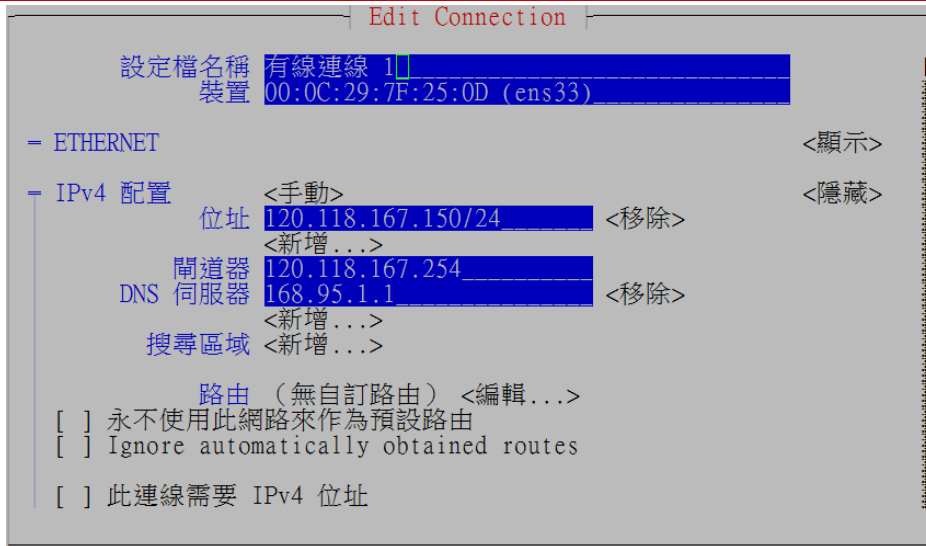 Edit Connection
設定檔名稱 有線連線 1
裝置 00:0C:29:7F:25:0D (ens33)
= ETHERNET <顯示>
= IPv4 配置 <手動> <隱藏>
位址 120.118.167.150/24 <移除>
<新增...>
閘道器 120.118.167.254
DNS 伺服器 168.95.1.1 <移除>
<新增...>
搜尋區域 <新增...>
路由 （無自訂路由） <編輯...>
[ ] 永不使用此網路來作為預設路由
[ ] Ignore automatically obtained routes
[ ] 此連線需要 IPv4 位址